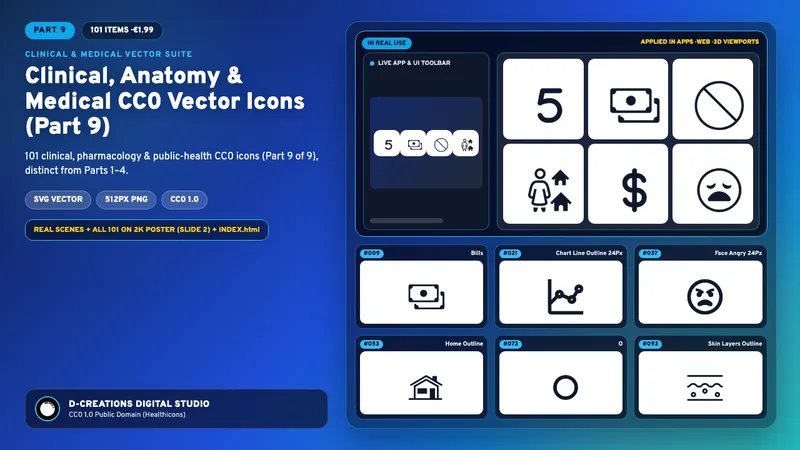 PART 9
101 ITEMS ·€1.99
CLINICAL & MEDICAL VECTOR SUITE
Clinical, Anatomy &
Medical CC0 Vector Icons
(Part 9)
101 clinical, pharmacology & public-health CC0 icons (Part 9 of 9),
distinct from Parts 1–4.
SVG VECTOR
512PX PNG
CC0 1.0
REAL SCENES + ALL 101 ON 2K POSTER (SLIDE 2) + INDEX.html
D-CREATIONS DIGITAL STUDIO
CC0 1.0 Public Domain (Healthicons)
IN REAL USE
APPLIED IN APPS ·WEB ·3D VIEWPORTS
LIVE APP & UI TOOLBAR
5
5
$
#009
Bills
#021
Chart Line Outline 24Px
#037
Face Angry 24Px
#053
Home Outline
#073
O
#093
Skin Layers Outline